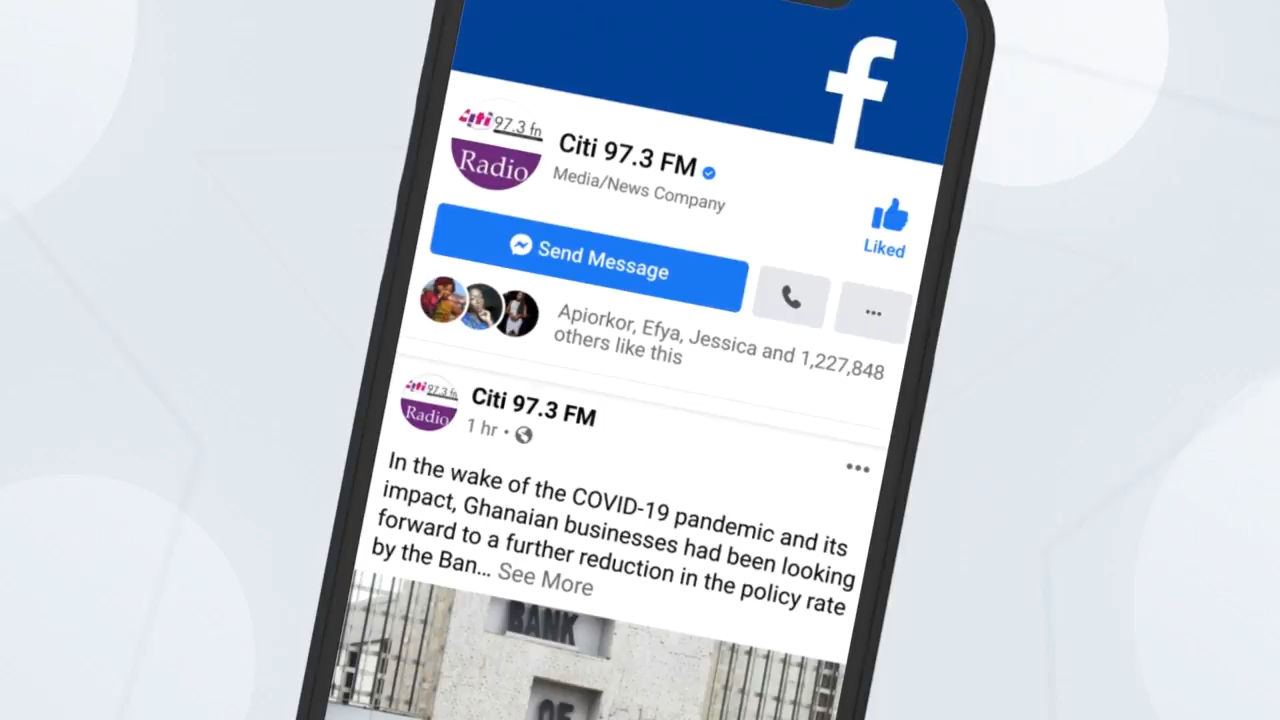 f
citi 97.3 fm
Radio
Citi 97.3 FM
Media/News Company
Liked
Send Message
Apiorkor, Efya, Jessica and 1,227,848
others like this
citi 97.3 fm
Radio
Citi 97.3 FM
1 hr •
In the wake of the COVID-19 pandemic and its
impact, Ghanaian businesses had been looking
forward to a further reduction in the policy rate
by the Ban... See More
BANK
OF